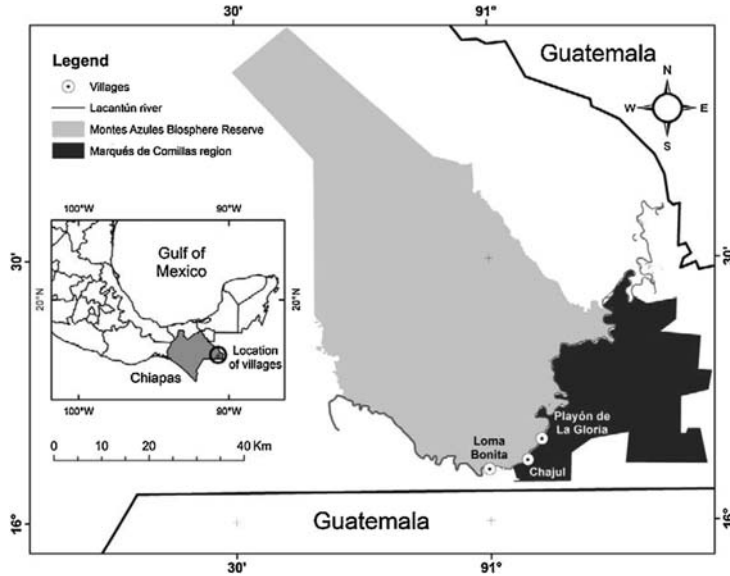 30'
91°
Legend
Villages
Lacantún river
Montes Azules Biosphere Reserve
Marqués de Comillas region
Guatemala
N
W
E
S
100°W
90°W
Gulf of
Mexico
20°N
20°N
Location
of villages
Chiapas
100°W
90°W
30'
30'
0
10
20
30
40 Km
Playón de
La Gloria
Loma
Bonita
Chajul
Guatemala
16°
16°
30'
91°